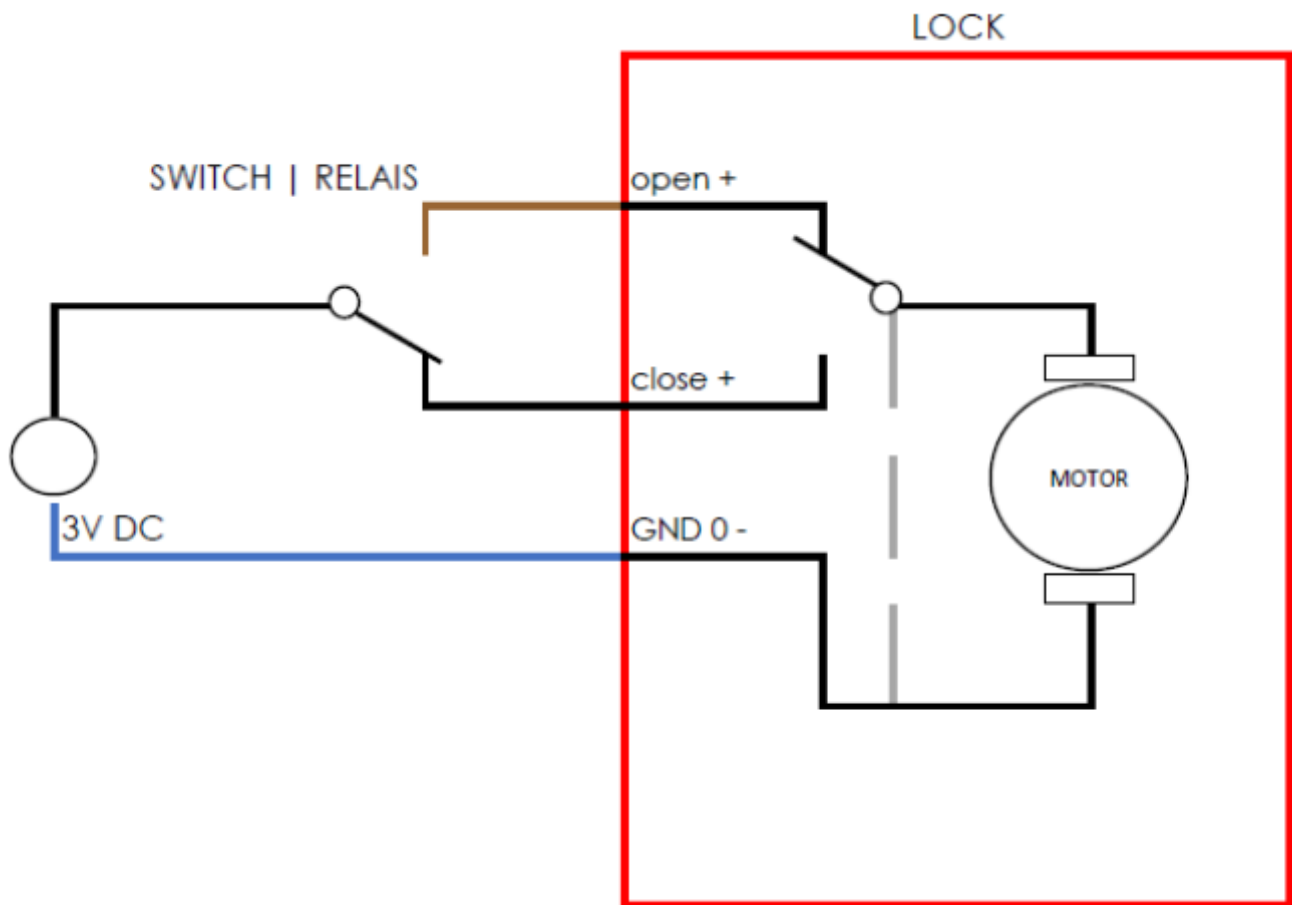 LOCK
SWITCH | RELAIS
open +
close +
3V DC
GND 0 -
MOTOR